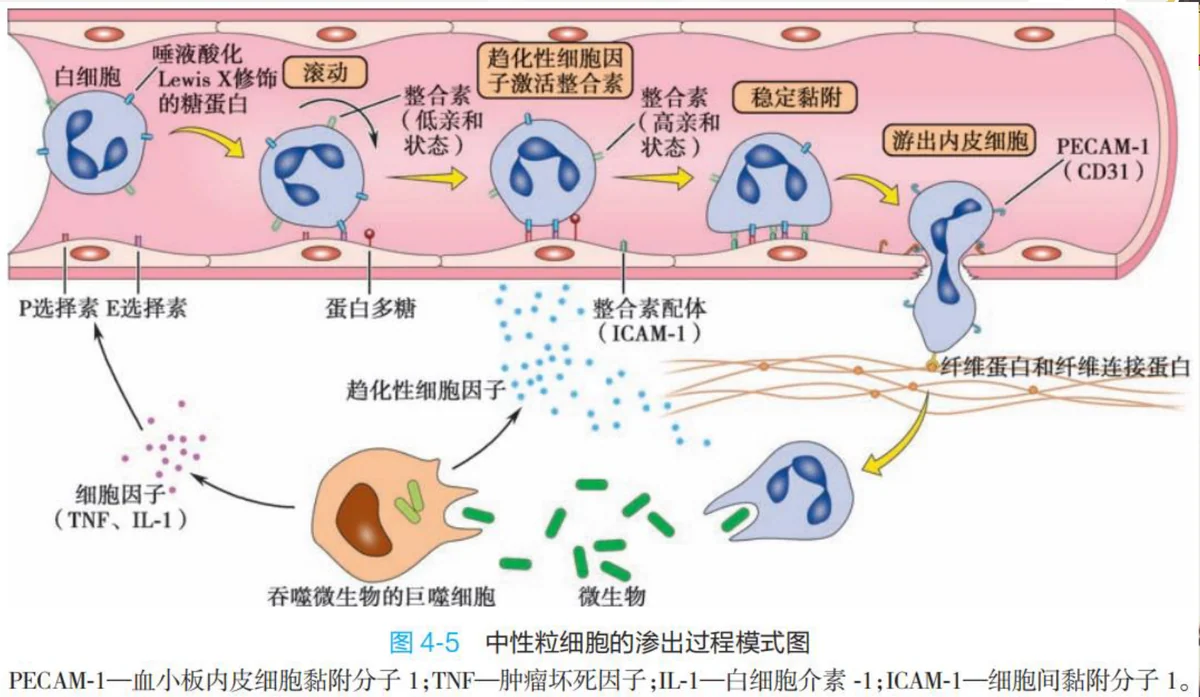 白细胞
唾液酸化
Lewis X修饰
的糖蛋白
滚动
整合素
（低亲和
状态）
趋化性细胞因
子激活整合素
整合素
（高亲和
状态）
稳定黏附
游出内皮细胞
PECAM-1
（CD31）
P选择素
E选择素
蛋白多糖
整合素配体
（ICAM-1）
纤维蛋白和纤维连接蛋白
趋化性细胞因子
细胞因子
（TNF、IL-1）
吞噬微生物的巨噬细胞
微生物
图 4-5 中性粒细胞的渗出过程模式图
PECAM-1—血小板内皮细胞黏附分子 1；TNF—肿瘤坏死因子；IL-1—白细胞介素 -1；ICAM-1—细胞间黏附分子 1。